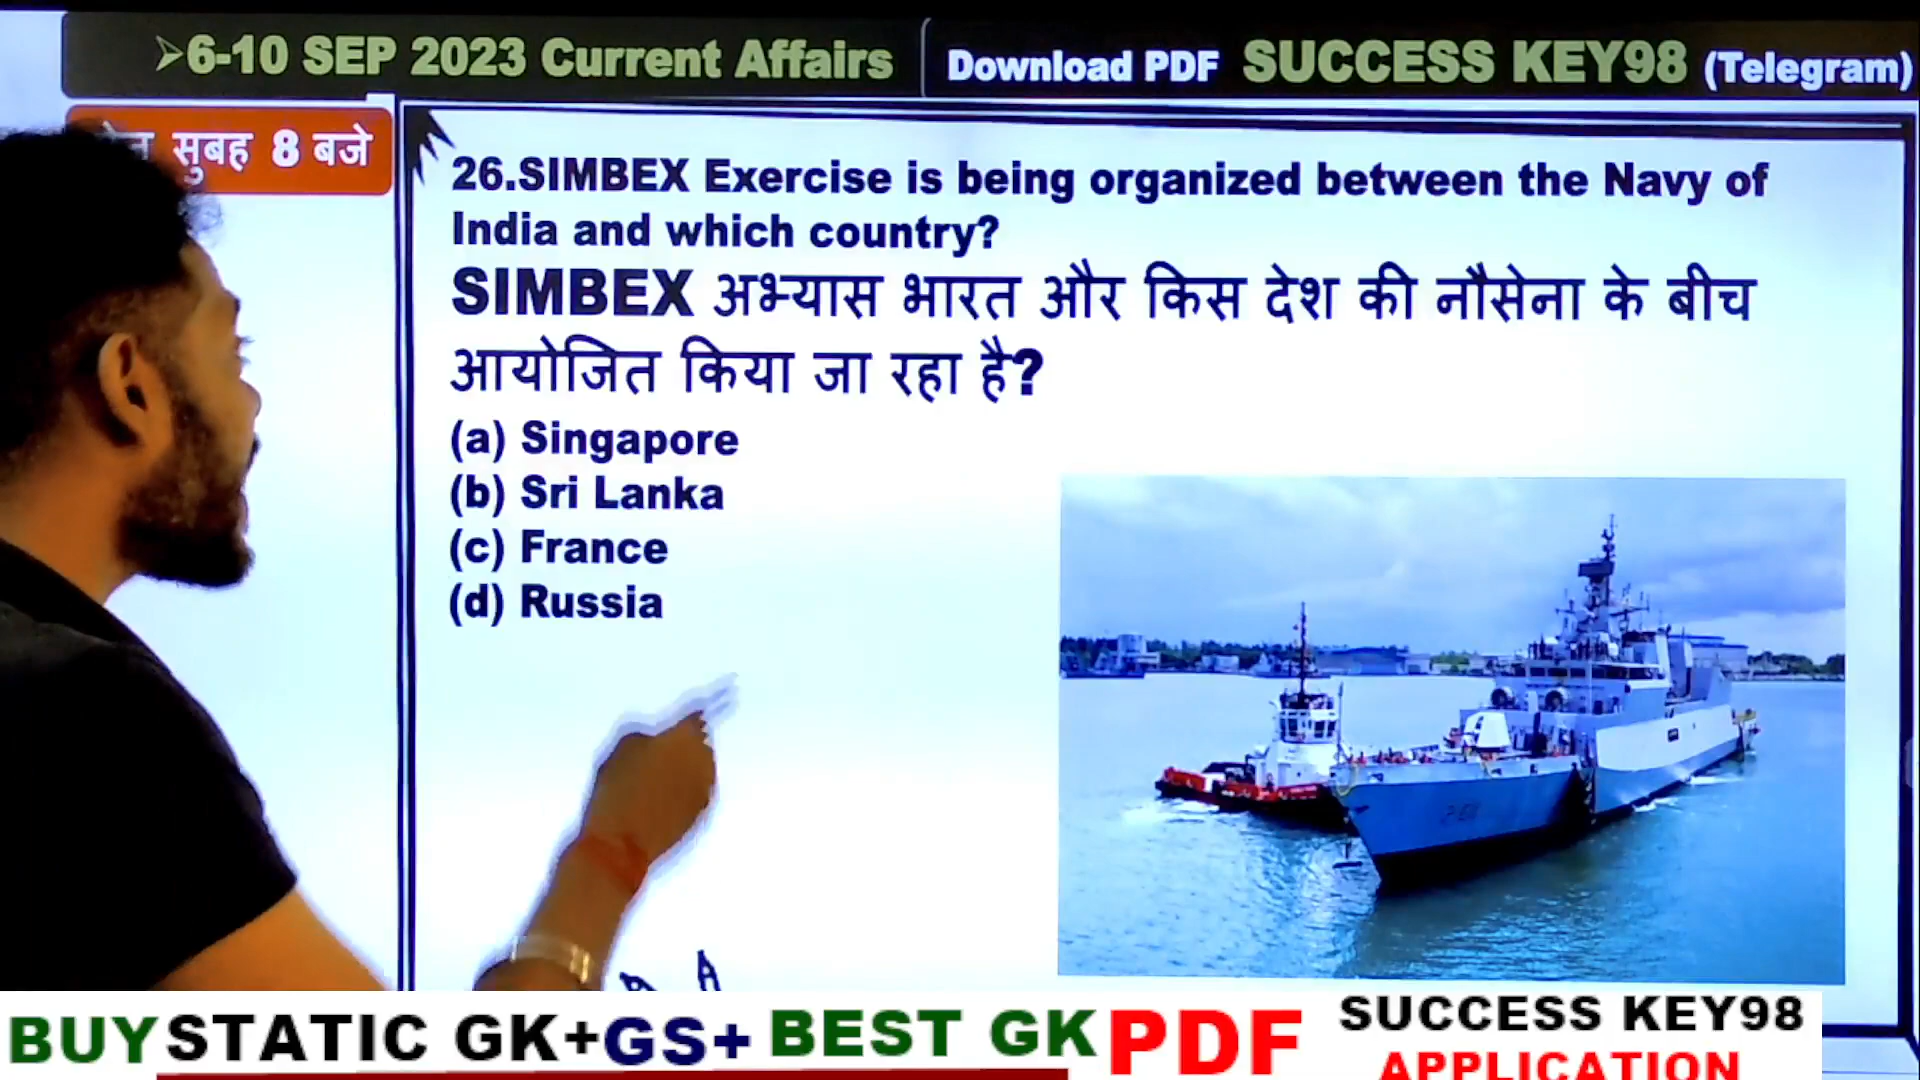 ➢6-10 SEP 2023 Current Affairs
Download PDF SUCCESS KEY98 (Telegram)
सुबह 8 बजे
26.SIMBEX Exercise is being organized between the Navy of
India and which country?
SIMBEX अभ्यास भारत और किस देश की नौसेना के बीच
आयोजित किया जा रहा है?
(a) Singapore
(b) Sri Lanka
(c) France
(d) Russia
BUY STATIC GK+GS+ BEST GK PDF
SUCCESS KEY98
APPLICATION